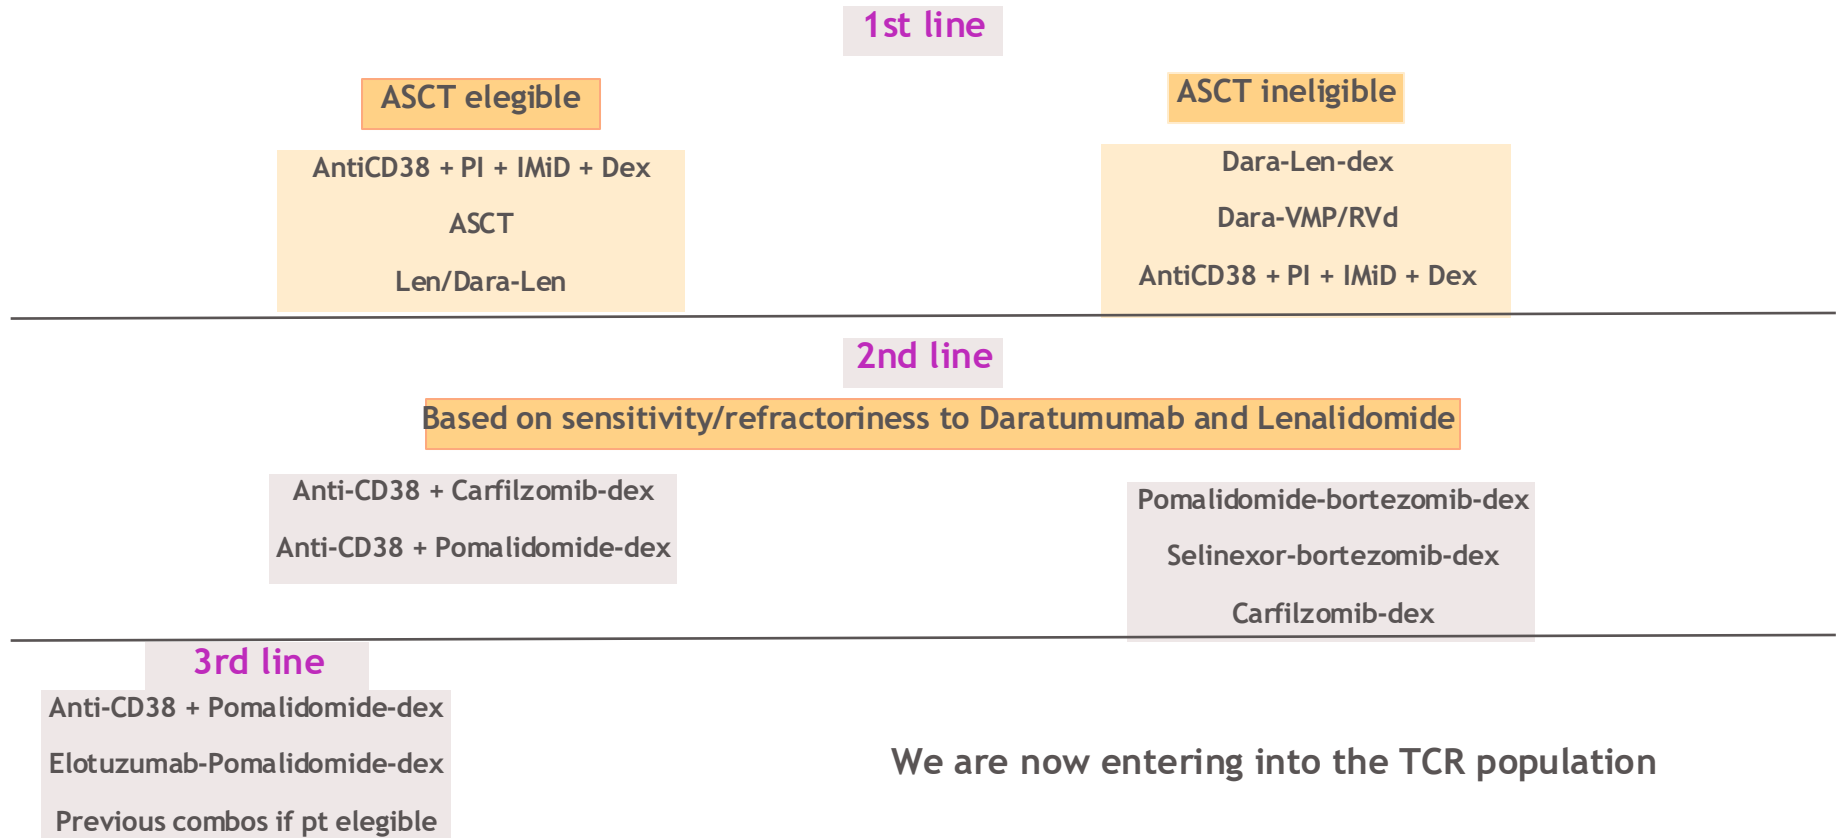 1st line
ASCT elegible
AntiCD38 + PI + IMiD + Dex
ASCT
Len/Dara-Len
ASCT ineligible
Dara-Len-dex
Dara-VMP/RVd
AntiCD38 + PI + IMiD + Dex
2nd line
Based on sensitivity/refractoriness to Daratumumab and Lenalidomide
Anti-CD38 + Carfilzomib-dex
Anti-CD38 + Pomalidomide-dex
Pomalidomide-bortezomib-dex
Selinexor-bortezomib-dex
Carfilzomib-dex
3rd line
Anti-CD38 + Pomalidomide-dex
Elotuzumab-Pomalidomide-dex
Previous combos if pt elegible
We are now entering into the TCR population